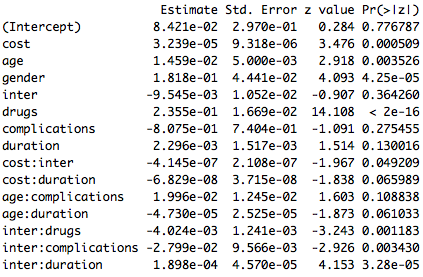 Estimate Std. Error z value Pr(>|z|)
(Intercept) 8.421e-02 2.970e-01 0.284 0.776787
cost 3.239e-05 9.318e-06 3.476 0.000509
age 1.459e-02 5.000e-03 2.918 0.003526
gender 1.818e-01 4.441e-02 4.093 4.25e-05
inter -9.545e-03 1.052e-02 -0.907 0.364260
drugs 2.355e-01 1.669e-02 14.108 < 2e-16
complications -8.075e-01 7.404e-01 -1.091 0.275455
duration 2.296e-03 1.517e-03 1.514 0.130016
cost:inter -4.145e-07 2.108e-07 -1.967 0.049209
cost:duration -6.829e-08 3.715e-08 -1.838 0.065989
age:complications 1.996e-02 1.245e-02 1.603 0.108838
age:duration -4.730e-05 2.525e-05 -1.873 0.061033
inter:drugs -4.024e-03 1.241e-03 -3.243 0.001183
inter:complications -2.799e-02 9.566e-03 -2.926 0.003430
inter:duration 1.898e-04 4.570e-05 4.153 3.28e-05